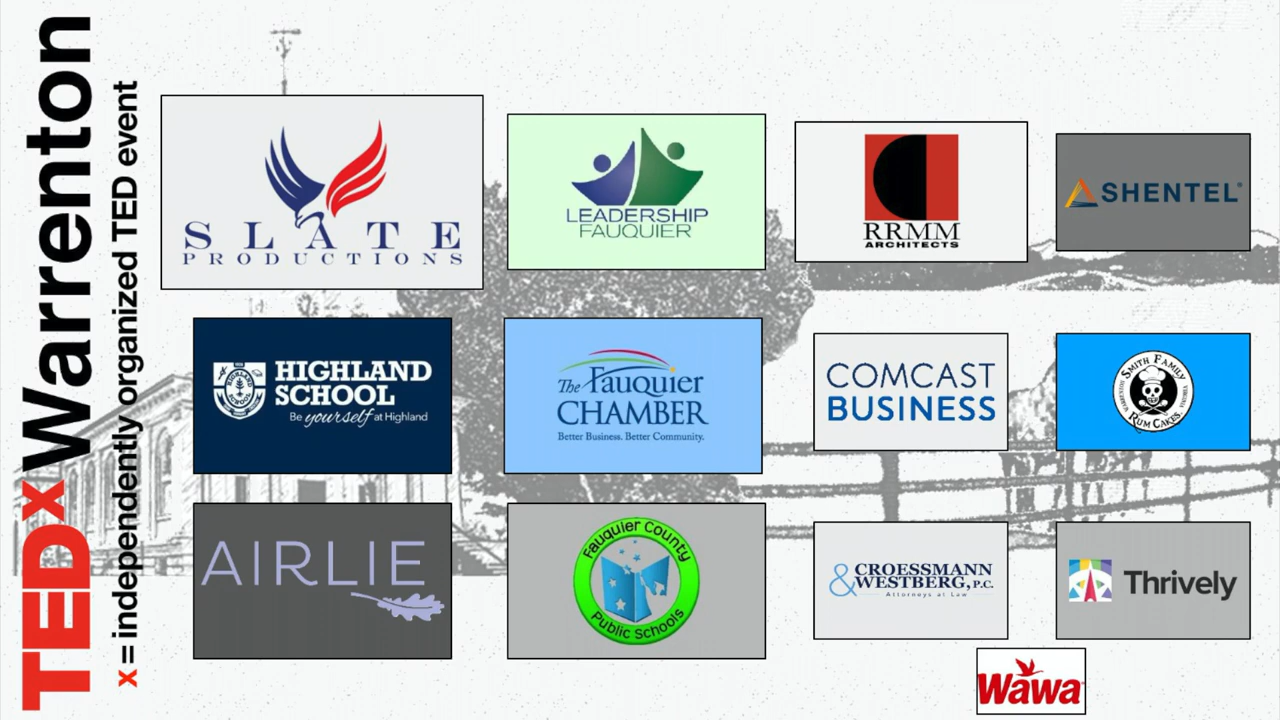 TEDxWarrenton
x = independently organized TED event
SLATE
PRODUCTIONS
LEADERSHIP
FAUQUIER
RRMM
ARCHITECTS
SHENTEL®
HIGHLAND
SCHOOL
Be yourself at Highland
HIGHLAND
SCHOOL
The Fauquier
CHAMBER
Better Business. Better Community.
COMCAST
BUSINESS
SMITH FAMILY
RUM CAKES.
AIRLIE
Fauquier County
Public Schools
& CROESSMANN
WESTBERG, P.C.
Attorneys at Law
Thrively
Wawa